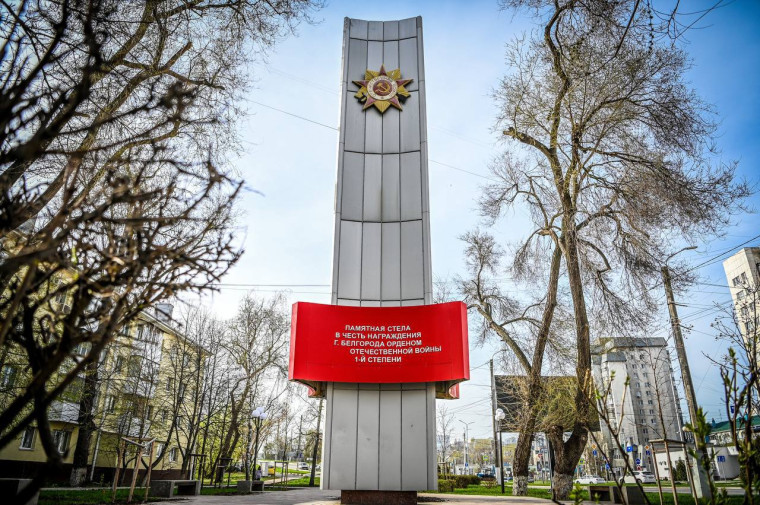 ПАМЯТНАЯ СТЕЛА
В ЧЕСТЬ НАГРАЖДЕНИЯ
Г. БЕЛГОРОДА ОРДЕНОМ
ОТЕЧЕСТВЕННОЙ ВОЙНЫ
1-Й СТЕПЕНИ